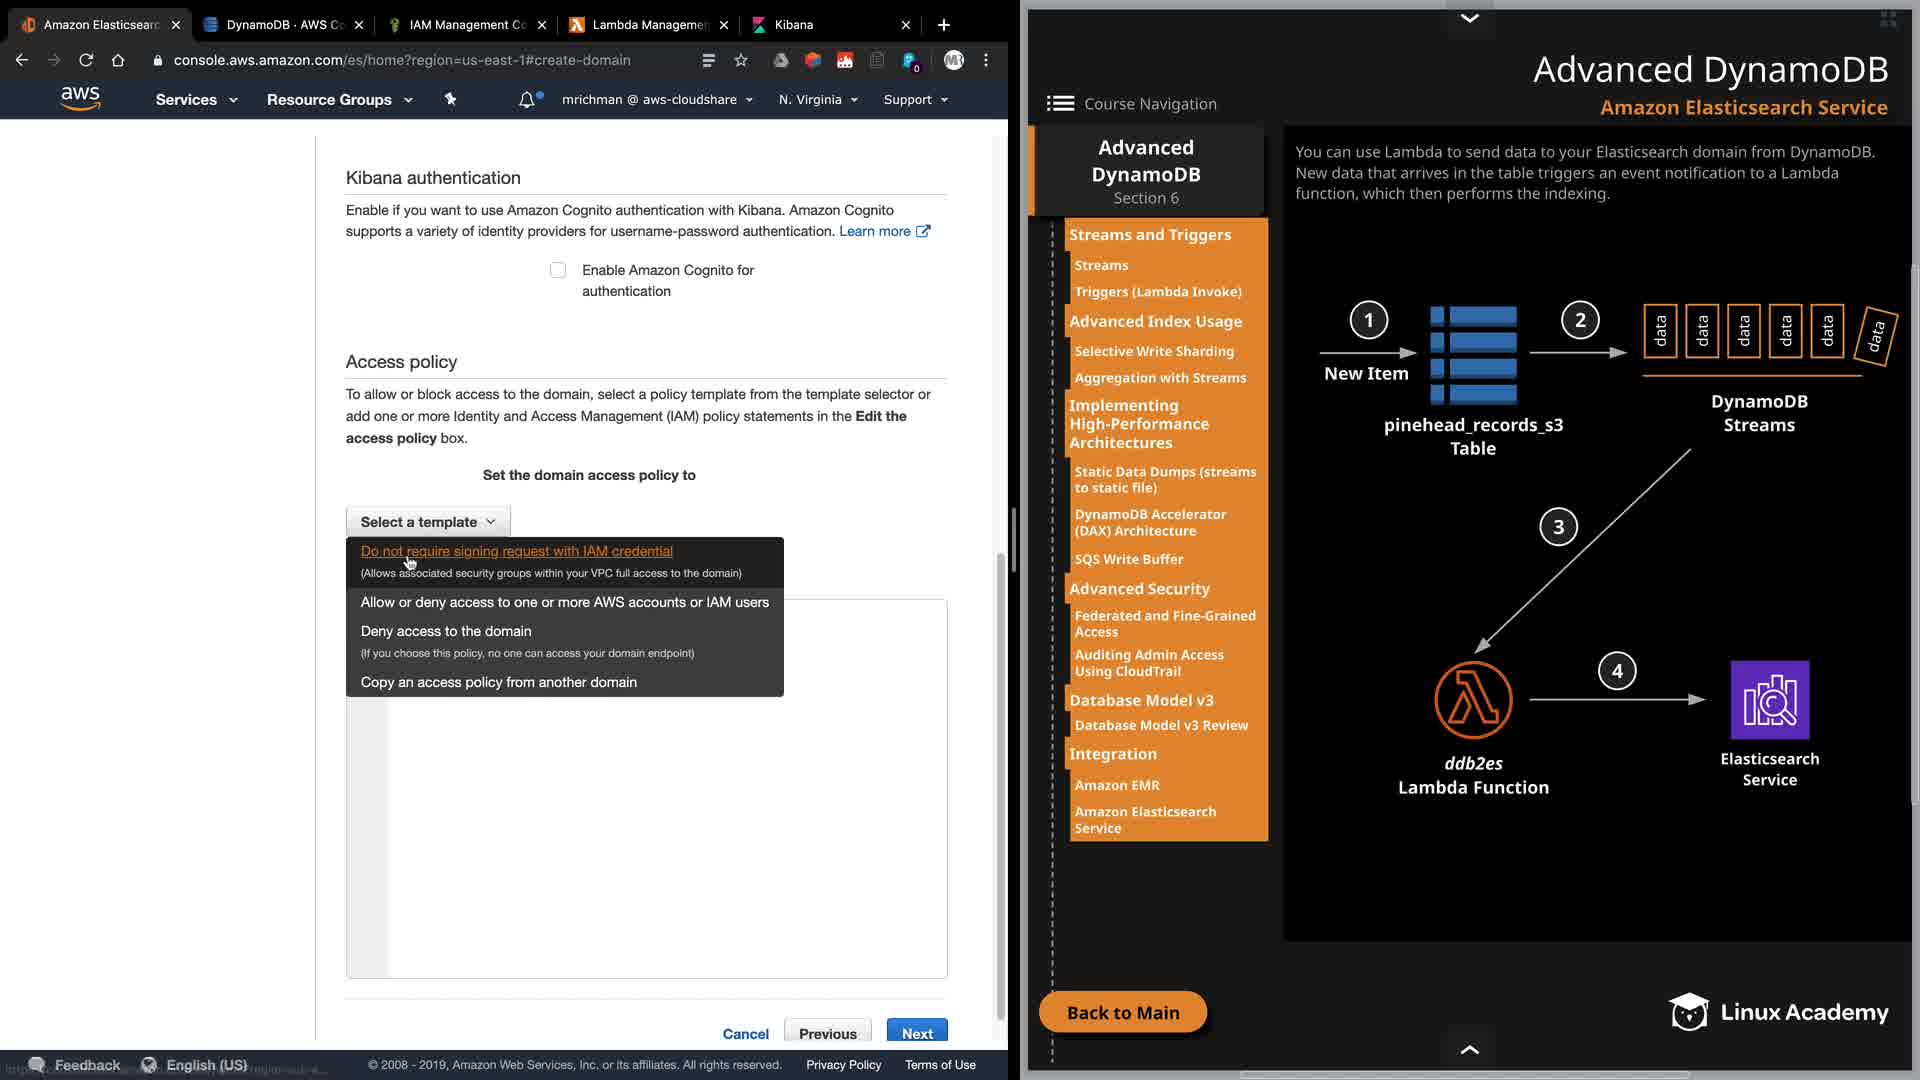 Amazon Elasticsearc
DynamoDB · AWS Co
IAM Management Co
Lambda Managemen
Kibana
console.aws.amazon.com/es/home?region=us-east-1#create-domain
0
MR
aws
Services
Resource Groups
mrichman @ aws-cloudshare
N. Virginia
Support
Kibana authentication
Enable if you want to use Amazon Cognito authentication with Kibana. Amazon Cognito
supports a variety of identity providers for username-password authentication. Learn more
Enable Amazon Cognito for
authentication
Access policy
To allow or block access to the domain, select a policy template from the template selector or
add one or more Identity and Access Management (IAM) policy statements in the Edit the
access policy box.
Set the domain access policy to
Select a template
Do not require signing request with IAM credential
(Allows associated security groups within your VPC full access to the domain)
Allow or deny access to one or more AWS accounts or IAM users
Deny access to the domain
(If you choose this policy, no one can access your domain endpoint)
Copy an access policy from another domain
Cancel
Previous
Next
Feedback
English (US)
© 2008 - 2019, Amazon Web Services, Inc. or its affiliates. All rights reserved.
Privacy Policy
Terms of Use
Advanced DynamoDB
Amazon Elasticsearch Service
Course Navigation
Advanced
DynamoDB
Section 6
Streams and Triggers
Streams
Triggers (Lambda Invoke)
Advanced Index Usage
Selective Write Sharding
Aggregation with Streams
Implementing
High-Performance
Architectures
Static Data Dumps (streams
to static file)
DynamoDB Accelerator
(DAX) Architecture
SQS Write Buffer
Advanced Security
Federated and Fine-Grained
Access
Auditing Admin Access
Using CloudTrail
Database Model v3
Database Model v3 Review
Integration
Amazon EMR
Amazon Elasticsearch
Service
Back to Main
You can use Lambda to send data to your Elasticsearch domain from DynamoDB.
New data that arrives in the table triggers an event notification to a Lambda
function, which then performs the indexing.
1
New Item
pinehead_records_s3
Table
2
data
data
data
data
data
data
DynamoDB
Streams
3
4
ddb2es
Lambda Function
Elasticsearch
Service
Linux Academy